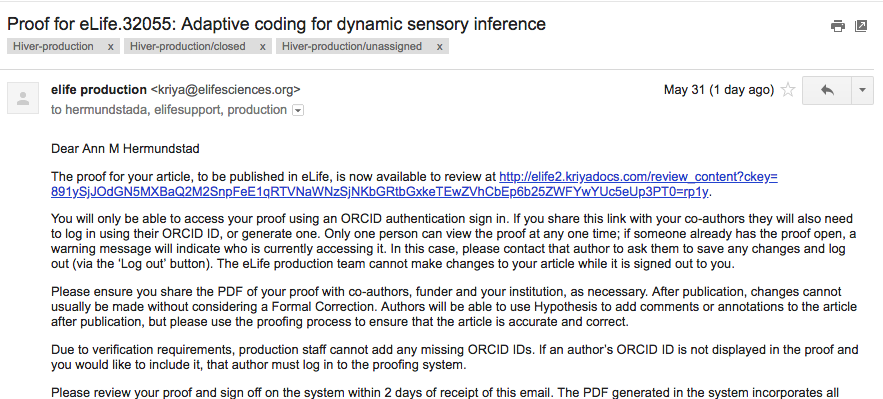 Proof for eLife.32055: Adaptive coding for dynamic sensory inference
Hiver-production x Hiver-production/closed x Hiver-production/unassigned x
elife production <kriya@elifesciences.org> May 31 (1 day ago)
to hermundstada, elifesupport, production
Dear Ann M Hermundstad
The proof for your article, to be published in eLife, is now available to review at http://elife2.kriyadocs.com/review_content?ckey=
891ySjJOdGN5MXBaQ2M2SnpFeE1qRTVNaWNzSjNKbGRtbGxkeTEwZVhCbEp6b25ZWFYwYUc5eUp3PT0=rp1y.
You will only be able to access your proof using an ORCID authentication sign in. If you share this link with your co-authors they will also need
to log in using their ORCID ID, or generate one. Only one person can view the proof at any one time; if someone already has the proof open, a
warning message will indicate who is currently accessing it. In this case, please contact that author to ask them to save any changes and log
out (via the 'Log out' button). The eLife production team cannot make changes to your article while it is signed out to you.
Please ensure you share the PDF of your proof with co-authors, funder and your institution, as necessary. After publication, changes cannot
usually be made without considering a Formal Correction. Authors will be able to use Hypothesis to add comments or annotations to the article
after publication, but please use the proofing process to ensure that the article is accurate and correct.
Due to verification requirements, production staff cannot add any missing ORCID IDs. If an author's ORCID ID is not displayed in the proof and
you would like to include it, that author must log in to the proofing system.
Please review your proof and sign off on the system within 2 days of receipt of this email. The PDF generated in the system incorporates all